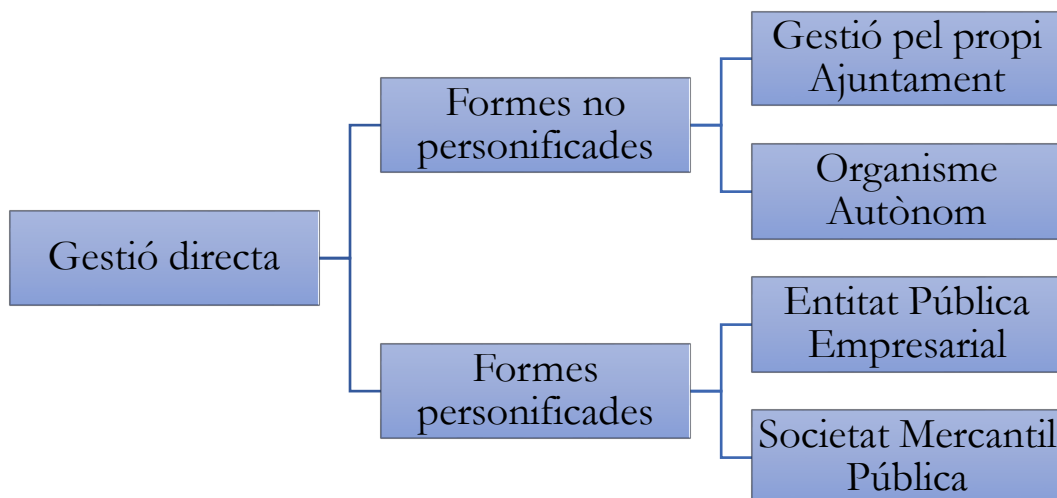 Gestió pel propi
Ajuntament
Formes no
personificades
Organisme
Autònom
Gestió directa
Entitat Pública
Empresarial
Formes
personificades
Societat Mercantil
Pública